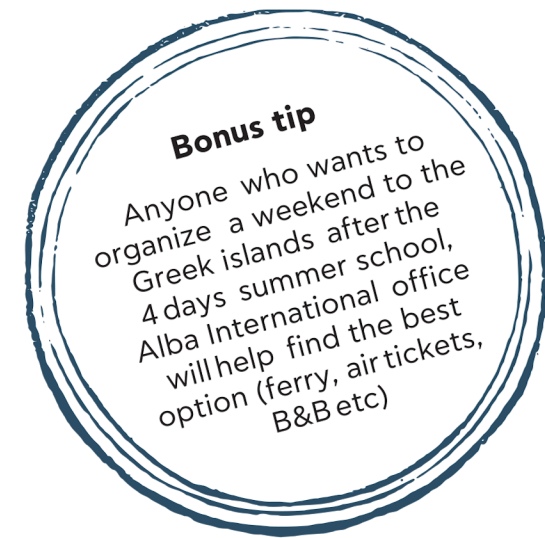 Bonus tip
Anyone who wants to
organize a weekend to the
Greek islands after the
4 days summer school,
Alba International office
will help find the best
option (ferry, air tickets,
B&B etc)